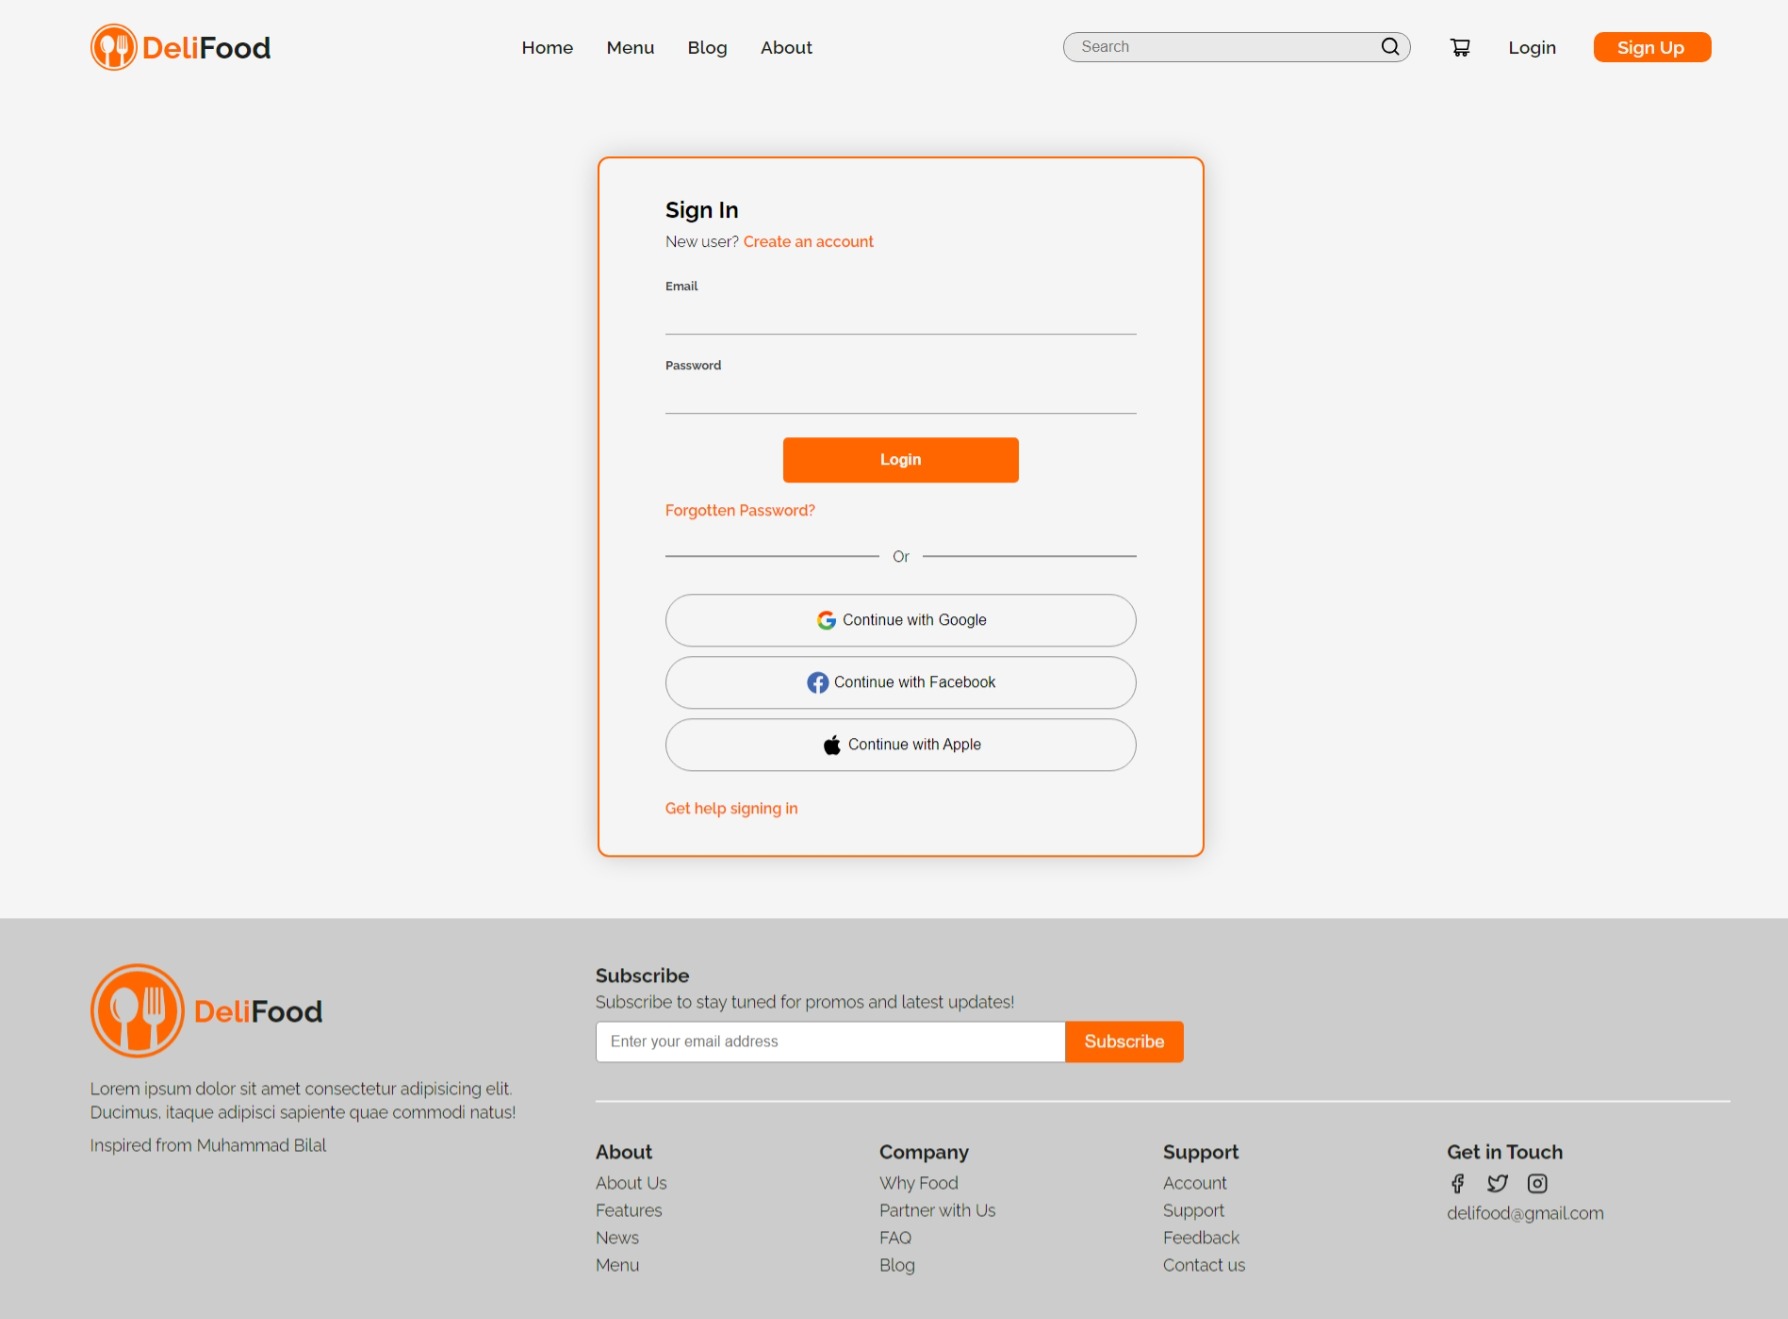 DeliFood
Home Menu Blog About
Search
Login
Sign Up
Sign In
New user? Create an account
Email
Password
Login
Forgotten Password?
Or
Continue with Google
Continue with Facebook
Continue with Apple
Get help signing in
DeliFood
Lorem ipsum dolor sit amet consectetur adipisicing elit.
Ducimus, itaque adipisci sapiente quae commodi natus!
Inspired from Muhammad Bilal
Subscribe
Subscribe to stay tuned for promos and latest updates!
Enter your email address
Subscribe
About
About Us
Features
News
Menu
Company
Why Food
Partner with Us
FAQ
Blog
Support
Account
Support
Feedback
Contact us
Get in Touch
delifood@gmail.com